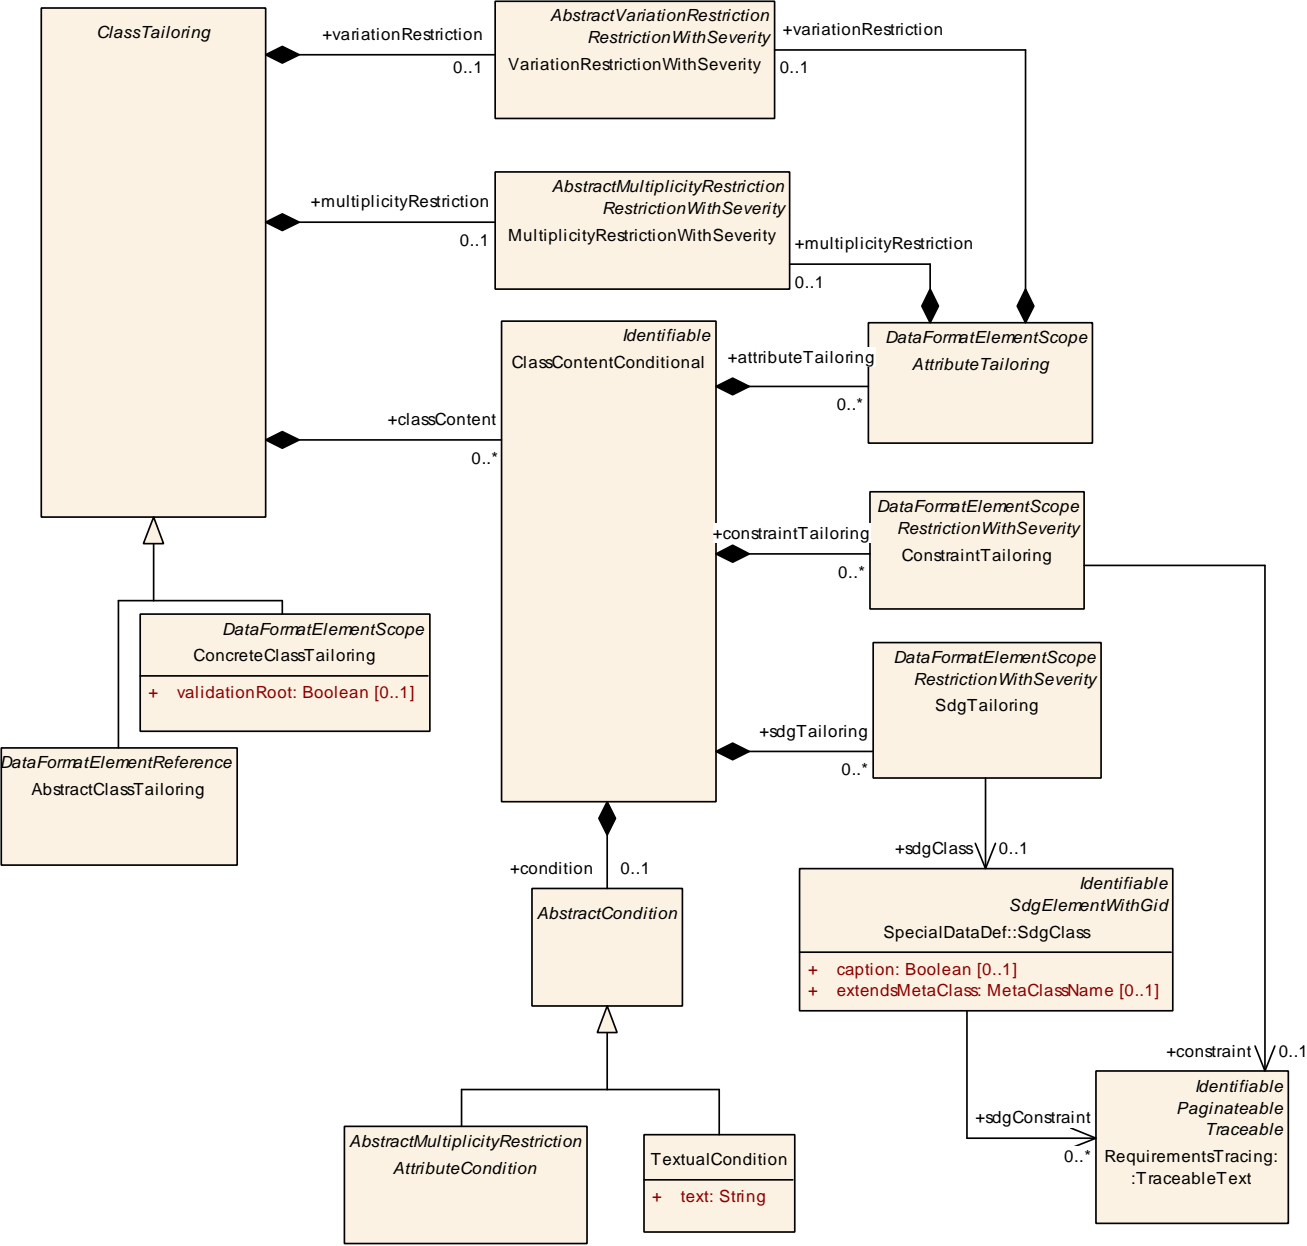 ClassTailoring
+variationRestriction
0..1
AbstractVariationRestriction
RestrictionWithSeverity
VariationRestrictionWithSeverity
+variationRestriction
0..1
+multiplicityRestriction
0..1
AbstractMultiplicityRestriction
RestrictionWithSeverity
MultiplicityRestrictionWithSeverity
+multiplicityRestriction
0..1
+classContent
0..*
Identifiable
ClassContentConditional
+attributeTailoring
0..*
DataFormatElementScope
AttributeTailoring
+constraintTailoring
0..*
DataFormatElementScope
RestrictionWithSeverity
ConstraintTailoring
DataFormatElementScope
ConcreteClassTailoring
+ validationRoot: Boolean [0..1]
DataFormatElementReference
AbstractClassTailoring
+sdgTailoring
0..*
DataFormatElementScope
RestrictionWithSeverity
SdgTailoring
+sdgClass
0..1
+condition
0..1
AbstractCondition
Identifiable
SdgElementWithGid
SpecialDataDef::SdgClass
+ caption: Boolean [0..1]
+ extendsMetaClass: MetaClassName [0..1]
+constraint
0..1
+sdgConstraint
0..*
Identifiable
Paginateable
Traceable
RequirementsTracing:
:TraceableText
AbstractMultiplicityRestriction
AttributeCondition
TextualCondition
+ text: String